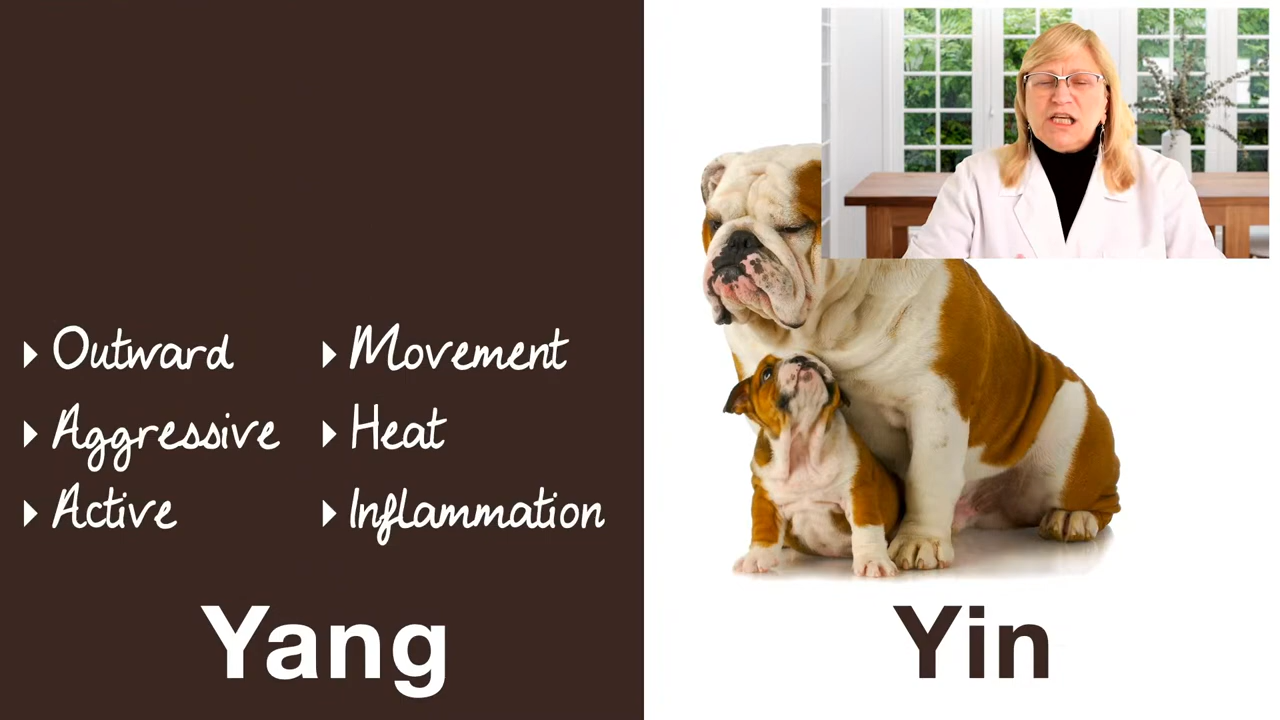 Outward
Aggressive
Active
Movement
Heat
Inflammation
Yang
Yin